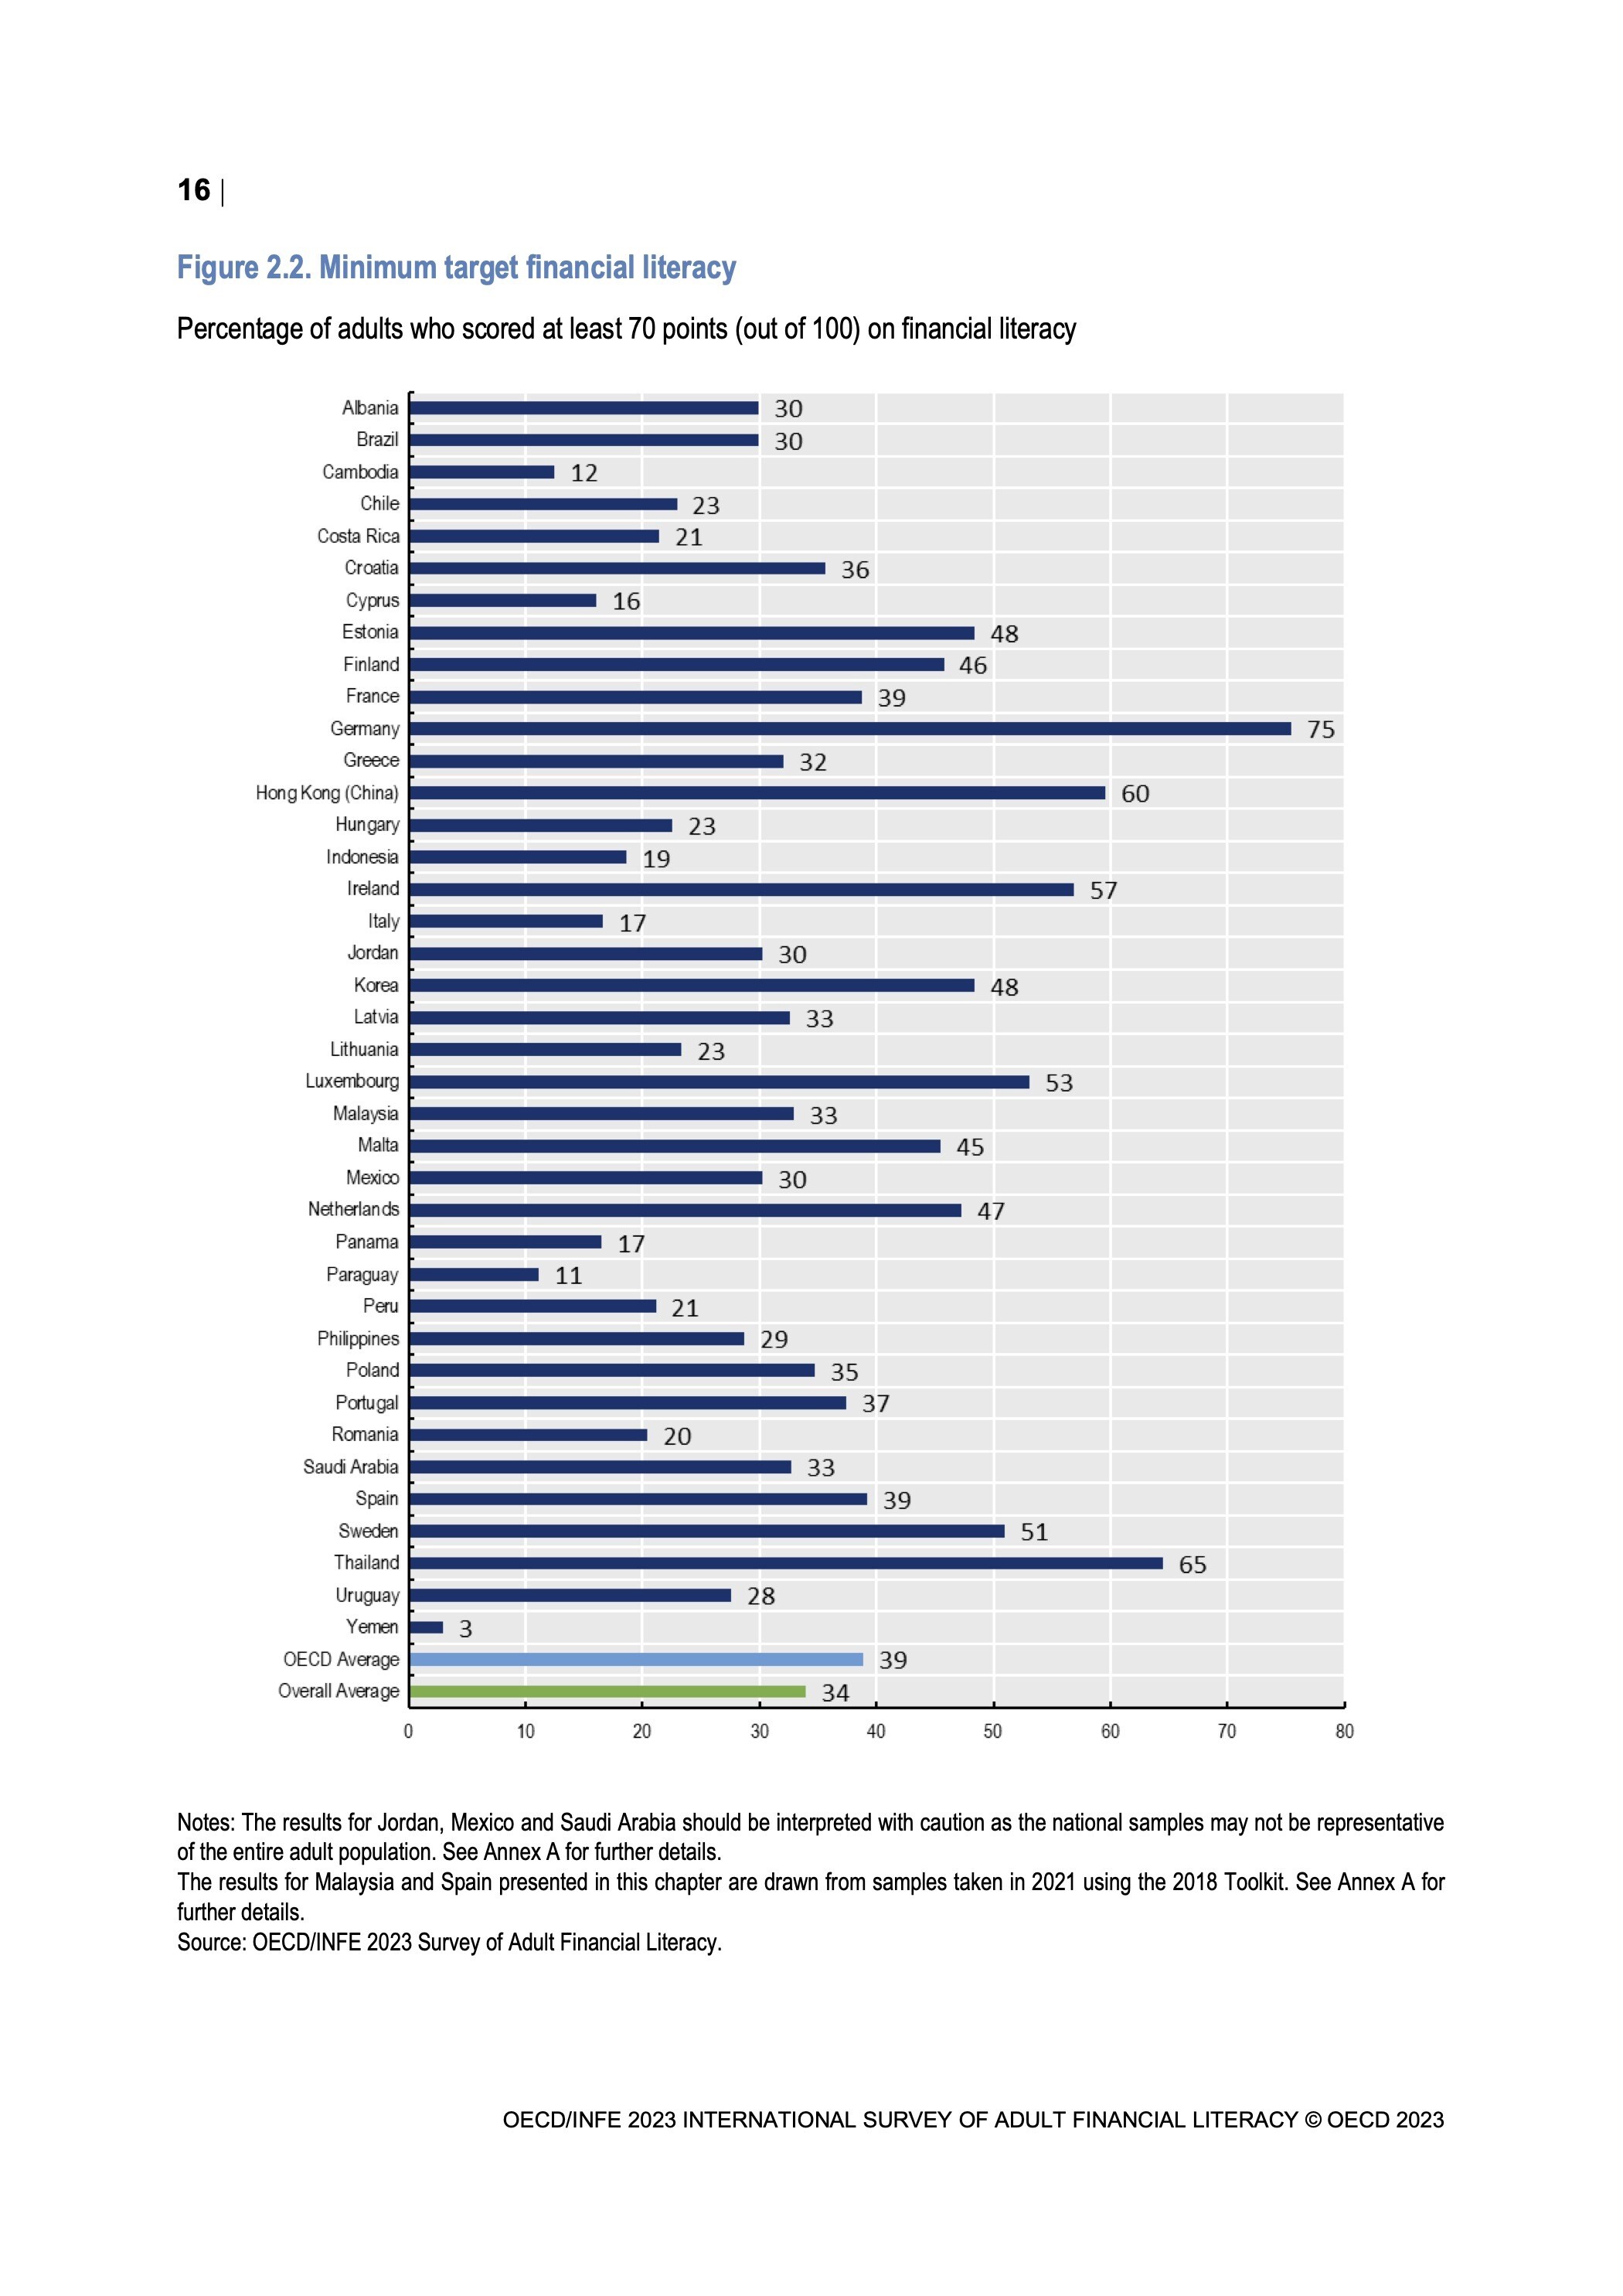 16 |
Figure 2.2. Minimum target financial literacy
Percentage of adults who scored at least 70 points (out of 100) on financial literacy
Albania 30
Brazil 30
Cambodia 12
Chile 23
Costa Rica 21
Croatia 36
Cyprus 16
Estonia 48
Finland 46
France 39
Germany 75
Greece 32
Hong Kong (China) 60
Hungary 23
Indonesia 19
Ireland 57
Italy 17
Jordan 30
Korea 48
Latvia 33
Lithuania 23
Luxembourg 53
Malaysia 33
Malta 45
Mexico 30
Netherlands 47
Panama 17
Paraguay 11
Peru 21
Philippines 29
Poland 35
Portugal 37
Romania 20
Saudi Arabia 33
Spain 39
Sweden 51
Thailand 65
Uruguay 28
Yemen 3
OECD Average 39
Overall Average 34
0 10 20 30 40 50 60 70 80
Notes: The results for Jordan, Mexico and Saudi Arabia should be interpreted with caution as the national samples may not be representative
of the entire adult population. See Annex A for further details.
The results for Malaysia and Spain presented in this chapter are drawn from samples taken in 2021 using the 2018 Toolkit. See Annex A for
further details.
Source: OECD/INFE 2023 Survey of Adult Financial Literacy.
OECD/INFE 2023 INTERNATIONAL SURVEY OF ADULT FINANCIAL LITERACY © OECD 2023